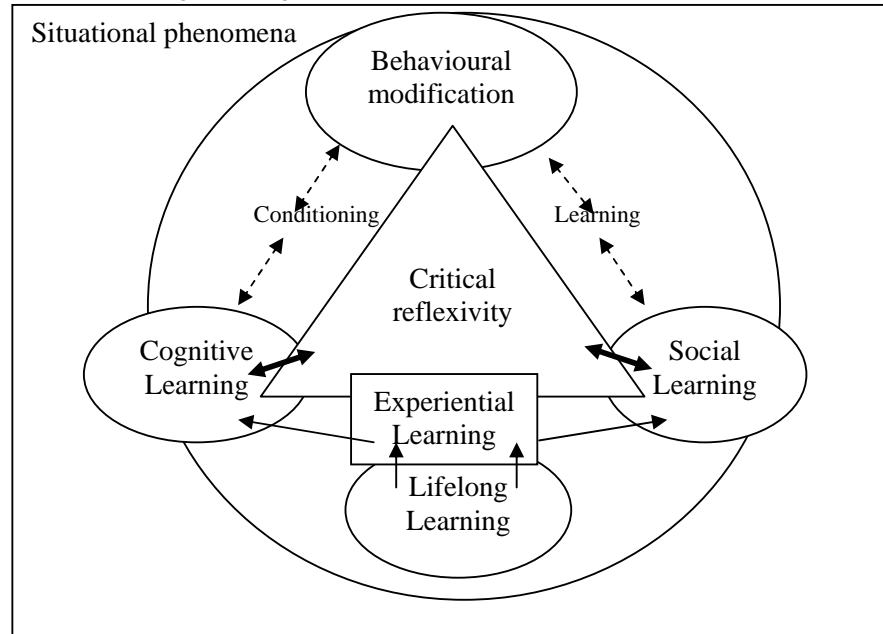 Situational phenomena
Behavioural
modification
Conditioning
Learning
Critical
reflexivity
Cognitive
Learning
Social
Learning
Experiential
Learning
Lifelong
Learning